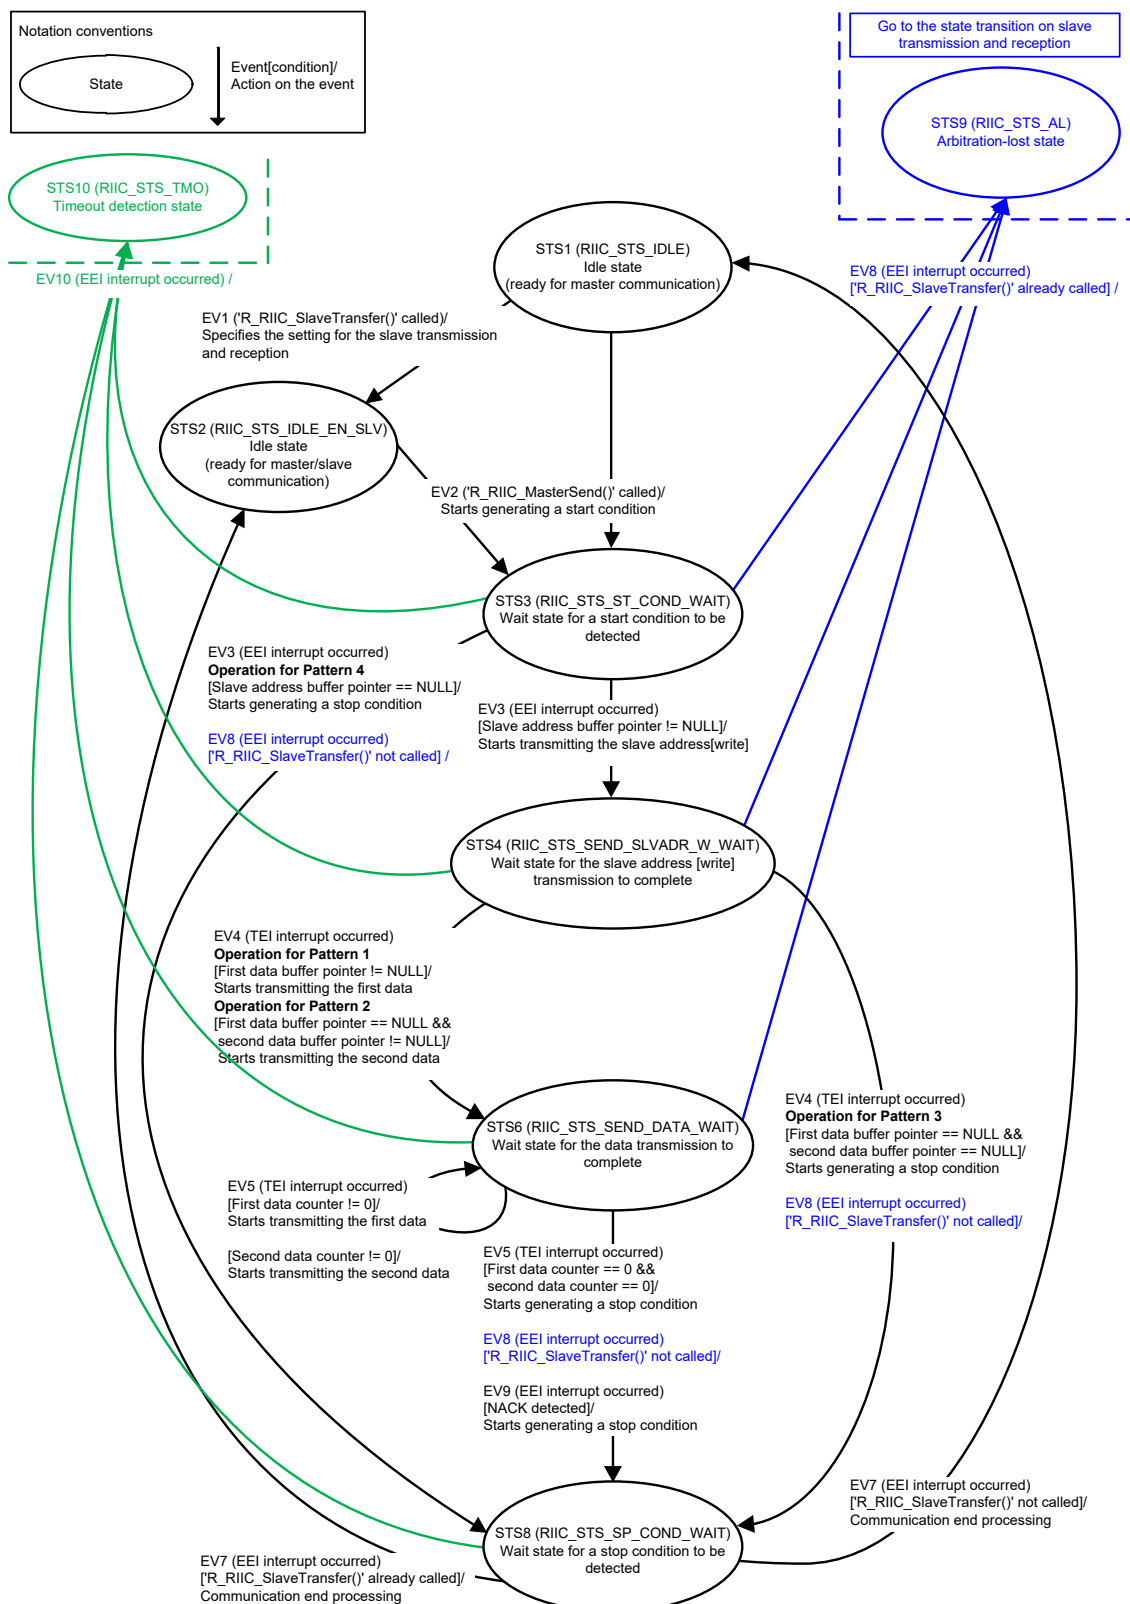 Notation conventions
State
Event[condition]/
Action on the event
Go to the state transition on slave
transmission and reception
STS9 (RIIC_STS_AL)
Arbitration-lost state
STS10 (RIIC_STS_TMO)
Timeout detection state
EV10 (EEI interrupt occurred) /
STS1 (RIIC_STS_IDLE)
Idle state
(ready for master communication)
EV8 (EEI interrupt occurred)
['R_RIIC_SlaveTransfer()' already called] /
EV1 ('R_RIIC_SlaveTransfer()' called)/
Specifies the setting for the slave transmission
and reception
STS2 (RIIC_STS_IDLE_EN_SLV)
Idle state
(ready for master/slave
communication)
EV2 ('R_RIIC_MasterSend()' called)/
Starts generating a start condition
STS3 (RIIC_STS_ST_COND_WAIT)
Wait state for a start condition to be
detected
EV3 (EEI interrupt occurred)
Operation for Pattern 4
[Slave address buffer pointer == NULL]/
Starts generating a stop condition
EV8 (EEI interrupt occurred)
['R_RIIC_SlaveTransfer()' not called] /
EV3 (EEI interrupt occurred)
[Slave address buffer pointer != NULL]/
Starts transmitting the slave address[write]
STS4 (RIIC_STS_SEND_SLVADR_W_WAIT)
Wait state for the slave address [write]
transmission to complete
EV4 (TEI interrupt occurred)
Operation for Pattern 1
[First data buffer pointer != NULL]/
Starts transmitting the first data
Operation for Pattern 2
[First data buffer pointer == NULL &&
second data buffer pointer != NULL]/
Starts transmitting the second data
STS6 (RIIC_STS_SEND_DATA_WAIT)
Wait state for the data transmission to
complete
EV4 (TEI interrupt occurred)
Operation for Pattern 3
[First data buffer pointer == NULL &&
second data buffer pointer == NULL]/
Starts generating a stop condition
EV8 (EEI interrupt occurred)
['R_RIIC_SlaveTransfer()' not called]/
EV5 (TEI interrupt occurred)
[First data counter != 0]/
Starts transmitting the first data
[Second data counter != 0]/
Starts transmitting the second data
EV5 (TEI interrupt occurred)
[First data counter == 0 &&
second data counter == 0]/
Starts generating a stop condition
EV8 (EEI interrupt occurred)
['R_RIIC_SlaveTransfer()' not called]/
EV9 (EEI interrupt occurred)
[NACK detected]/
Starts generating a stop condition
EV7 (EEI interrupt occurred)
['R_RIIC_SlaveTransfer()' not called]/
Communication end processing
STS8 (RIIC_STS_SP_COND_WAIT)
Wait state for a stop condition to be
detected
EV7 (EEI interrupt occurred)
['R_RIIC_SlaveTransfer()' already called]/
Communication end processing